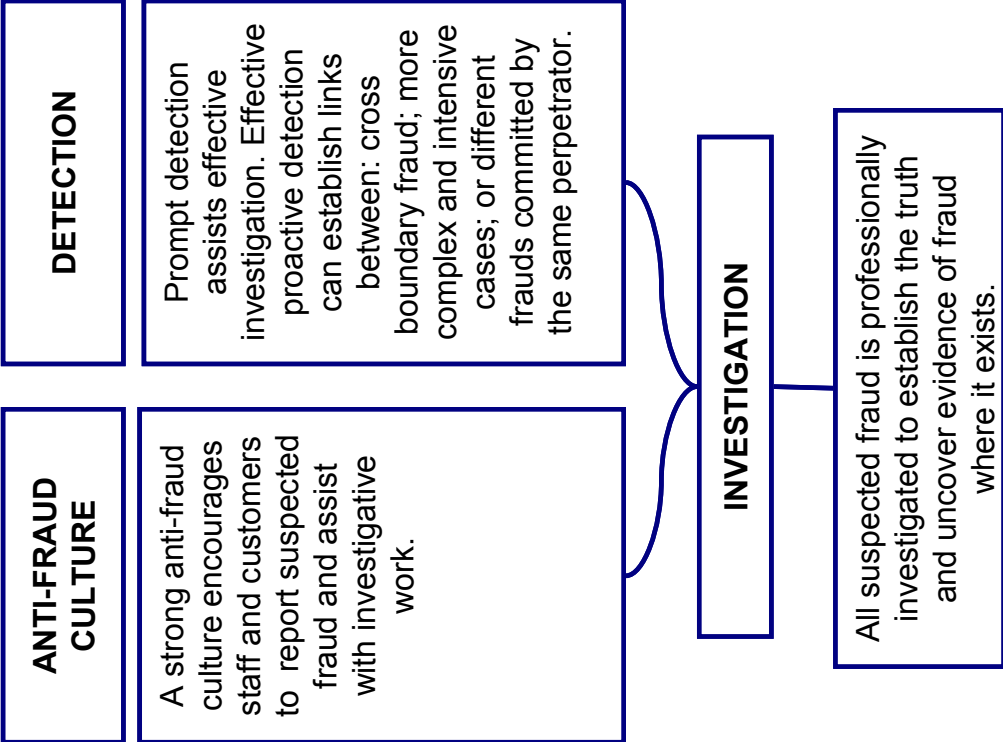 ANTI-FRAUD
CULTURE
A strong anti-fraud
culture encourages
staff and customers
to report suspected
fraud and assist
with investigative
work.
DETECTION
Prompt detection
assists effective
investigation. Effective
proactive detection
can establish links
between: cross
boundary fraud; more
complex and intensive
cases; or different
frauds committed by
the same perpetrator.
INVESTIGATION
All suspected fraud is professionally
investigated to establish the truth
and uncover evidence of fraud
where it exists.